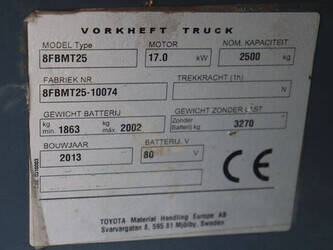 VORKHEFT TRUCK
MODEL Type MOTOR NOM. KAPACITEIT
8FBMT25 17.0 kW 2500 kg
FABRIEK NR TREKKRACHT (1h)
8FBMT25-10074 N
GEWICHT BATTERIJ GEWICHT ZONDER LAST
kg min. 1863 kg max. 2002 Zonder Batterij kg 3270
BOUWJAAR BATTERIJ. V
2013 80 V
CE
TOYOTA Material Handling Europe AB
Svarvargatan 8, 595 81 Mjölby, Sweden